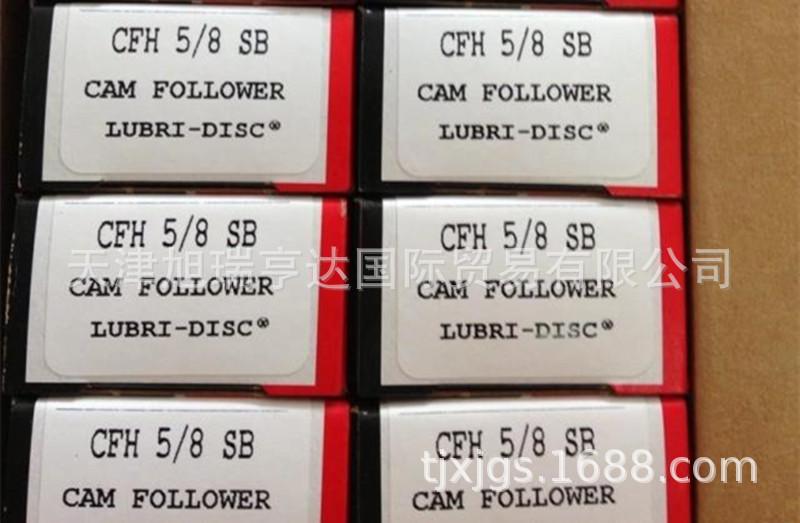 CFH 5/8 SB
CAM FOLLOWER
LUBRI-DISC®
CFH 5/8 SB
CAM FOLLOWER
LUBRI-DISC®
CFH 5/8 SB
CAM FOLLOWER
LUBRI-DISC®
CFH 5/8 SB
CAM FOLLOWER
LUBRI-DISC®
天津旭瑞亨达国际贸易有限公司
CFH 5/8 SB
CAM FOLLOWER
CFH 5/8 SB
CAM FOLLOWER
tjxjgs.1688.com